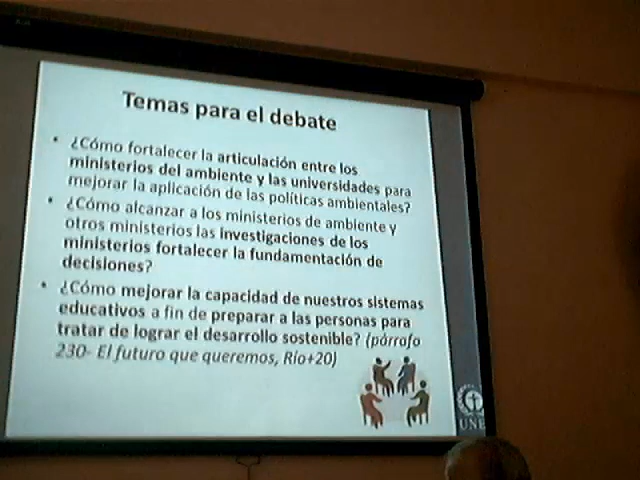 Temas para el debate
• ¿Cómo fortalecer la articulación entre los
ministerios del ambiente y las universidades para
mejorar la aplicación de las políticas ambientales?
• ¿Cómo alcanzar a los ministerios de ambiente y
otros ministerios las investigaciones de los
ministerios fortalecer la fundamentación de
decisiones?
• ¿Cómo mejorar la capacidad de nuestros sistemas
educativos a fin de preparar a las personas para
tratar de lograr el desarrollo sostenible? (párrafo
230- El futuro que queremos, Rio+20)